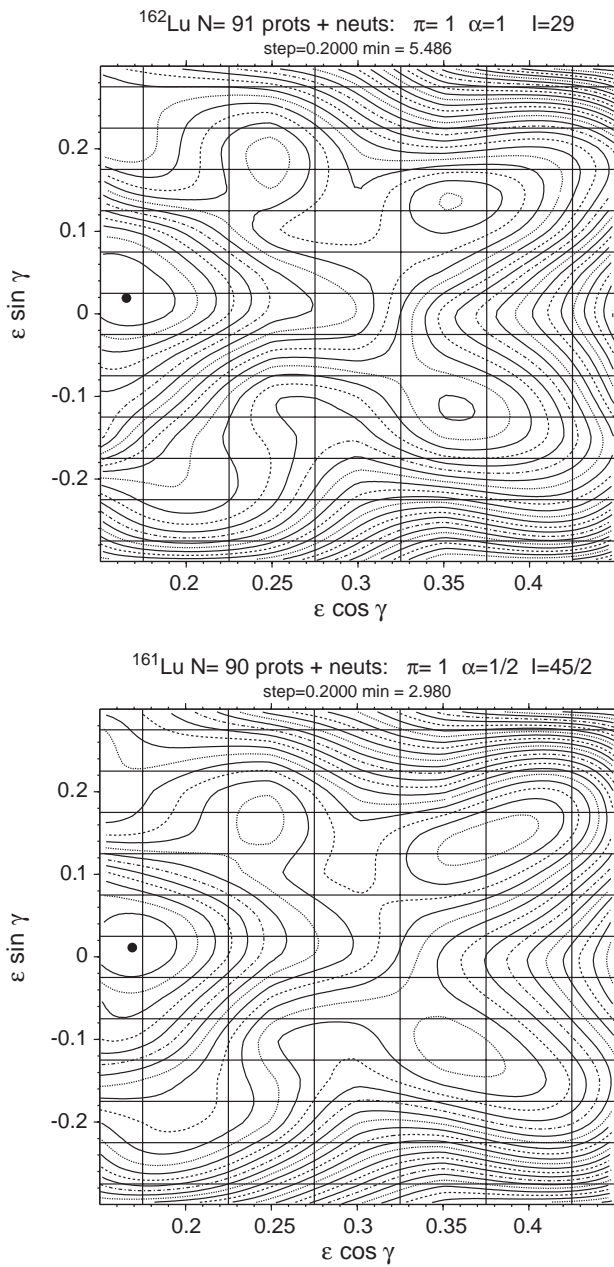 ¹⁶²Lu N= 91 prots + neuts: π= 1 α=1 I=29
step=0.2000 min = 5.486
0.2
0.1
0
-0.1
-0.2
ε sin γ
0.2 0.25 0.3 0.35 0.4
ε cos γ
¹⁶¹Lu N= 90 prots + neuts: π= 1 α=1/2 I=45/2
step=0.2000 min = 2.980
0.2
0.1
0
-0.1
-0.2
ε sin γ
0.2 0.25 0.3 0.35 0.4
ε cos γ